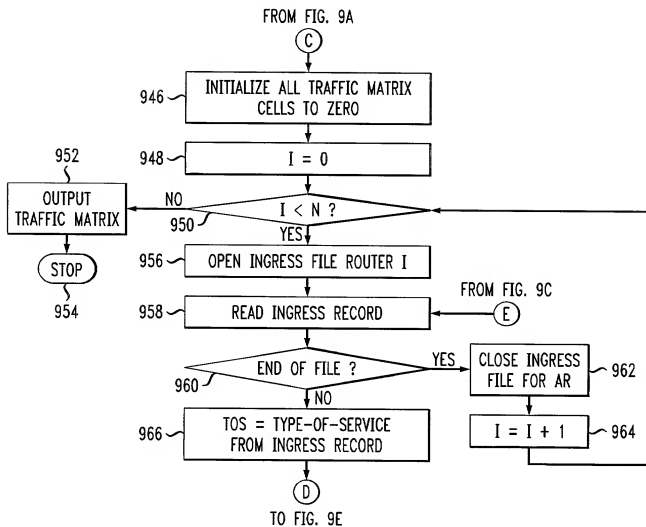 FROM FIG. 9A
C
946
INITIALIZE ALL TRAFFIC MATRIX
CELLS TO ZERO
948
I = 0
952
OUTPUT
TRAFFIC MATRIX
NO
950
I < N ?
STOP
954
YES
956
OPEN INGRESS FILE ROUTER I
958
READ INGRESS RECORD
FROM FIG. 9C
E
960
END OF FILE ?
YES
CLOSE INGRESS
FILE FOR AR
962
NO
I = I + 1
964
966
TOS = TYPE-OF-SERVICE
FROM INGRESS RECORD
D
TO FIG. 9E